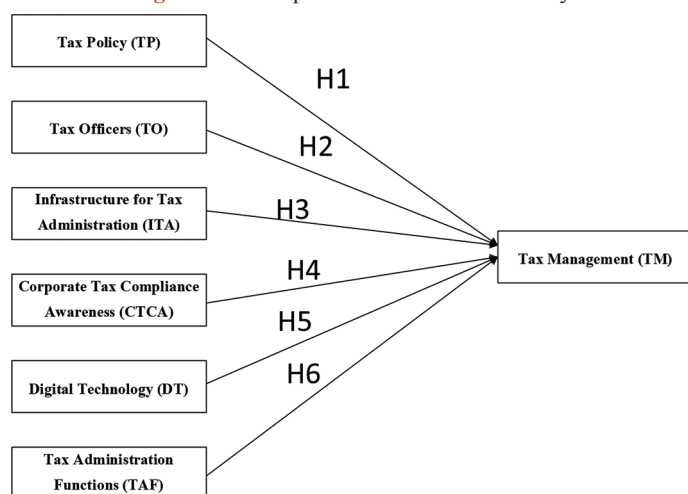 Tax Policy (TP)
H1
Tax Officers (TO)
H2
Infrastructure for Tax
Administration (ITA)
H3
Tax Management (TM)
Corporate Tax Compliance
Awareness (CTCA)
H4
H5
Digital Technology (DT)
H6
Tax Administration
Functions (TAF)